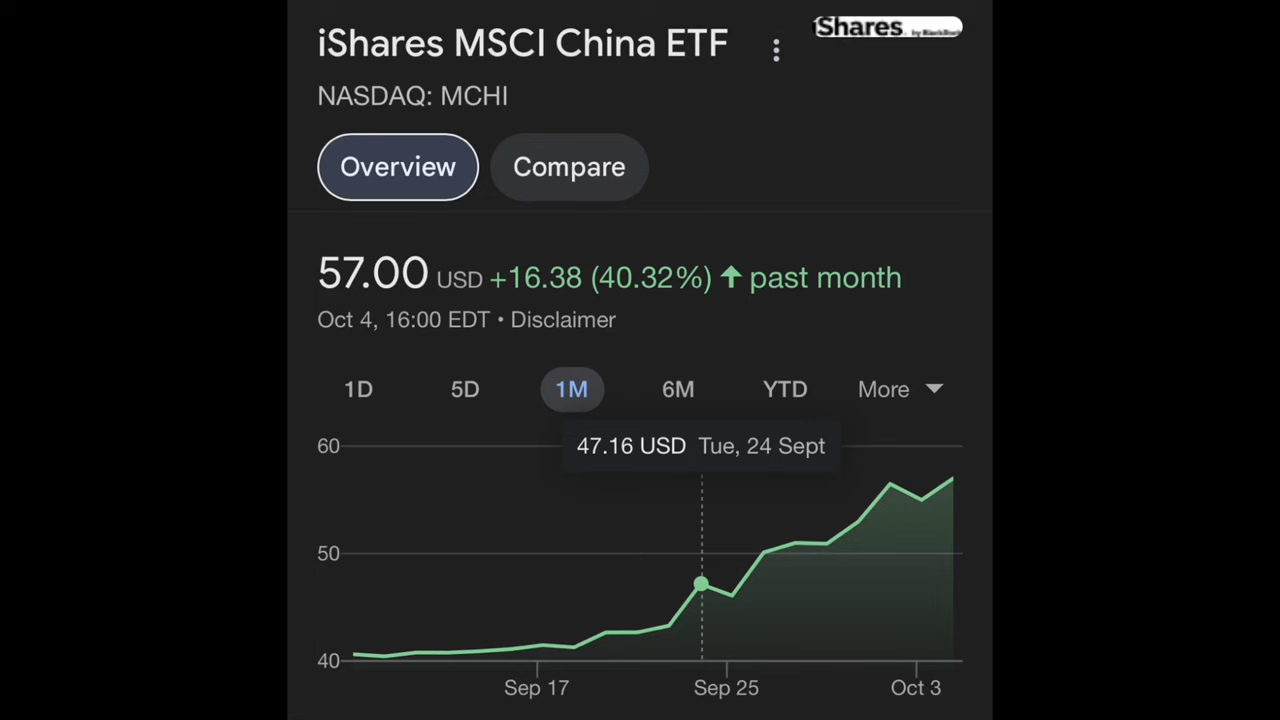 iShares MSCI China ETF
iShares. by BlackRock
NASDAQ: MCHI
Overview Compare
57.00 USD +16.38 (40.32%) ↑ past month
Oct 4, 16:00 EDT • Disclaimer
1D 5D 1M 6M YTD More
60
47.16 USD Tue, 24 Sept
50
40
Sep 17 Sep 25 Oct 3